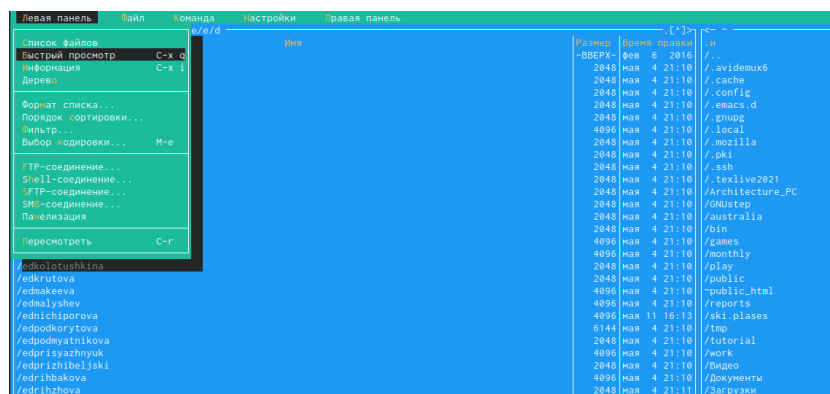 Левая панель Файл Команда Настройки Правая панель
e/e/d .[^]> <— ~
Имя Размер Время правки .и
Список файлов
Быстрый просмотр C-x q -ВВЕРХ- фев 6 2016 /..
Информация C-x i 2048 мая 4 21:10 /.avidemux6
Дерево 2048 мая 4 21:10 /.cache
2048 мая 4 21:10 /.config
Формат списка... 2048 мая 4 21:10 /.emacs.d
Порядок сортировки... 2048 мая 4 21:10 /.gnupg
Фильтр... 4096 мая 4 21:10 /.local
Выбор кодировки... M-e 2048 мая 4 21:10 /.mozilla
2048 мая 4 21:10 /.pki
FTP-соединение... 2048 мая 4 21:10 /.ssh
Shell-соединение... 2048 мая 4 21:10 /.texlive2021
SFTP-соединение... 2048 мая 4 21:10 /Architecture_PC
SMB-соединение... 2048 мая 4 21:10 /GNUstep
Панелизация 2048 мая 4 21:10 /australia
2048 мая 4 21:10 /bin
Пересмотреть C-r 4096 мая 4 21:10 /games
4096 мая 4 21:10 /monthly
/edkolotushkina 2048 мая 4 21:10 /play
/edkrutova 2048 мая 4 21:10 /public
/edmakeeva 4096 мая 4 21:10 ~public_html
/edmalyshev 4096 мая 4 21:10 /reports
/ednichiporova 4096 мая 11 16:13 /ski.plases
/edpodkorytova 6144 мая 4 21:10 /tmp
/edpodmyatnikova 2048 мая 4 21:10 /tutorial
/edprisyazhnyuk 4096 мая 4 21:10 /work
/edprizhibeljski 2048 мая 4 21:10 /Видео
/edrihbakova 4096 мая 4 21:10 /Документы
/edrihzhova 2048 мая 4 21:11 /Загрузки